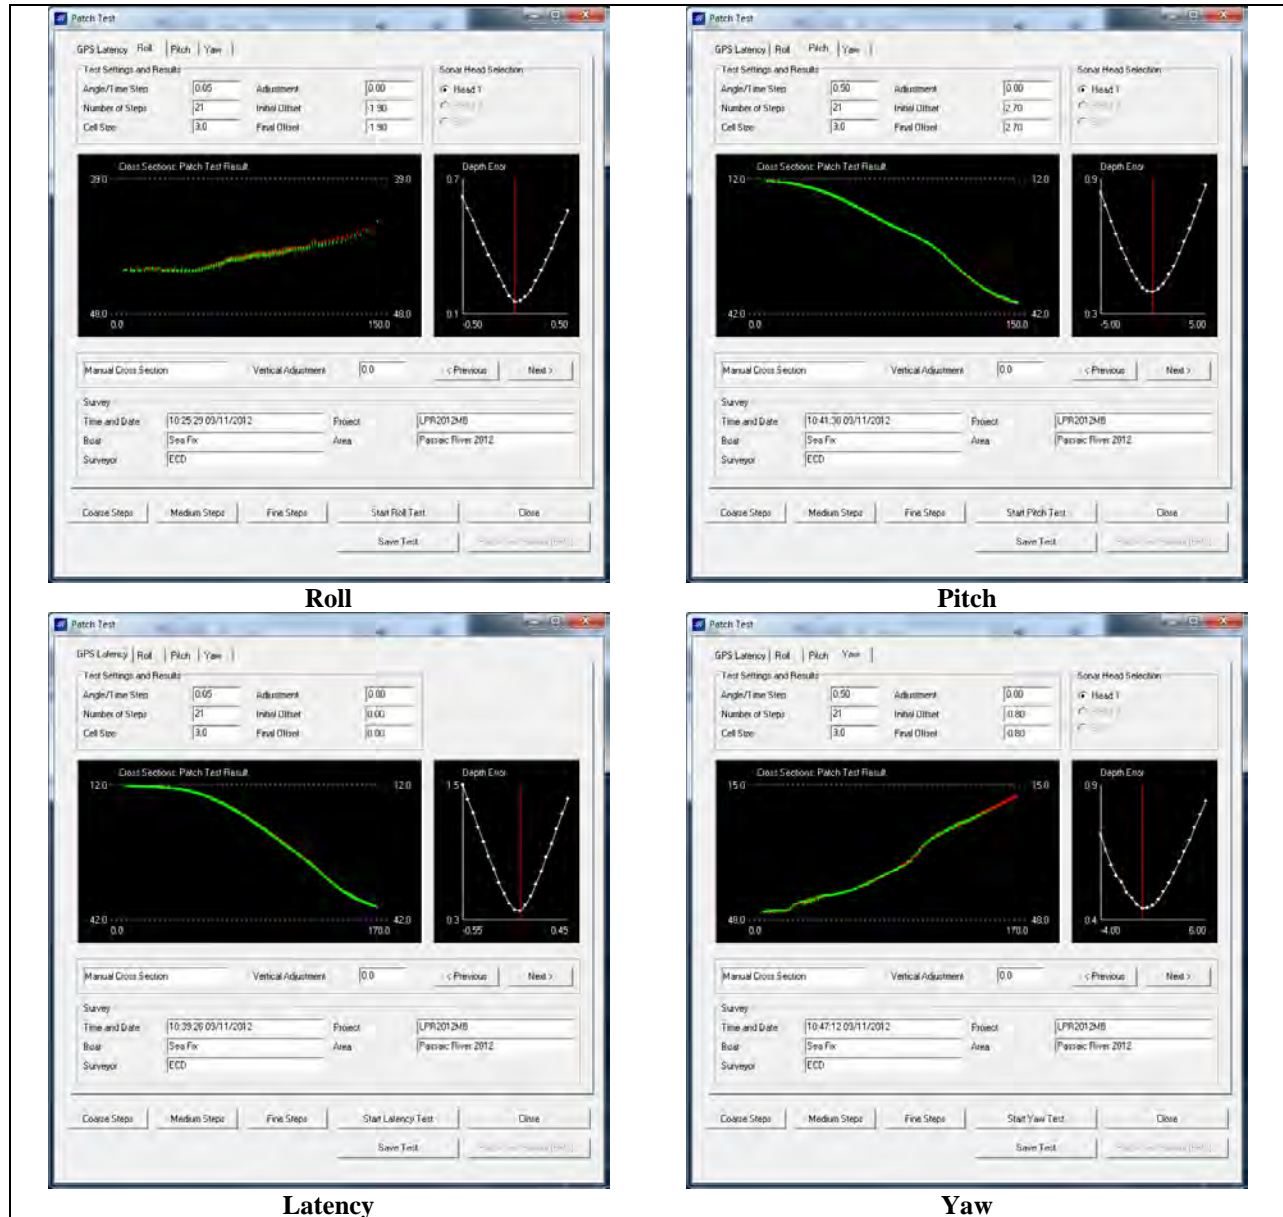 Patch Test
GPS Latency Roll Pitch Yaw
Test Settings and Results Sonar Head Selection
Angle/Time Step 0.05 Adjustment 0.00 Head 1
Number of Steps 21 Initial Offset -1.90
Cell Size 3.0 Final Offset -1.90
Cross Sections: Patch Test Result Depth Error
39.0 39.0 0.7
48.0 48.0 0.1
0.0 150.0 -0.50 0.50
Manual Cross Section Vertical Adjustment 0.0 < Previous Next >
Survey
Time and Date 10:25:29 09/11/2012 Project LPR2012MB
Boat Sea Fix Area Passaic River 2012
Surveyor ECD
Coarse Steps Medium Steps Fine Steps Start Roll Test Close
Save Test
Roll
Patch Test
GPS Latency Roll Pitch Yaw
Test Settings and Results Sonar Head Selection
Angle/Time Step 0.50 Adjustment 0.00 Head 1
Number of Steps 21 Initial Offset 2.70
Cell Size 3.0 Final Offset 2.70
Cross Sections: Patch Test Result Depth Error
12.0 12.0 0.9
42.0 42.0 0.3
0.0 150.0 -5.00 5.00
Manual Cross Section Vertical Adjustment 0.0 < Previous Next >
Survey
Time and Date 10:41:30 09/11/2012 Project LPR2012MB
Boat Sea Fix Area Passaic River 2012
Surveyor ECD
Coarse Steps Medium Steps Fine Steps Start Pitch Test Close
Save Test
Pitch
Patch Test
GPS Latency Roll Pitch Yaw
Test Settings and Results
Angle/Time Step 0.05 Adjustment 0.00
Number of Steps 21 Initial Offset 0.00
Cell Size 3.0 Final Offset 0.00
Cross Sections: Patch Test Result Depth Error
12.0 12.0 1.5
42.0 42.0 0.3
0.0 170.0 -0.55 0.45
Manual Cross Section Vertical Adjustment 0.0 < Previous Next >
Survey
Time and Date 10:39:26 09/11/2012 Project LPR2012MB
Boat Sea Fix Area Passaic River 2012
Surveyor ECD
Coarse Steps Medium Steps Fine Steps Start Latency Test Close
Save Test
Latency
Patch Test
GPS Latency Roll Pitch Yaw
Test Settings and Results Sonar Head Selection
Angle/Time Step 0.50 Adjustment 0.00 Head 1
Number of Steps 21 Initial Offset 0.80
Cell Size 3.0 Final Offset 0.80
Cross Sections: Patch Test Result Depth Error
15.0 15.0 0.9
48.0 48.0 0.4
0.0 170.0 -4.00 6.00
Manual Cross Section Vertical Adjustment 0.0 < Previous Next >
Survey
Time and Date 10:47:12 09/11/2012 Project LPR2012MB
Boat Sea Fix Area Passaic River 2012
Surveyor ECD
Coarse Steps Medium Steps Fine Steps Start Yaw Test Close
Save Test
Yaw